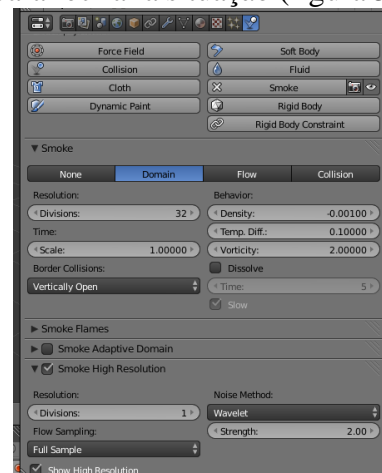 Force Field Soft Body
Collision Fluid
Cloth Smoke
Dynamic Paint Rigid Body
Rigid Body Constraint
Smoke
None Domain Flow Collision
Resolution: Behavior:
Divisions: 32 Density: -0.00100
Time: Temp. Diff.: 0.10000
Scale: 1.00000 Vorticity: 2.00000
Border Collisions: Dissolve
Vertically Open Time: 5
Slow
Smoke Flames
Smoke Adaptive Domain
Smoke High Resolution
Resolution: Noise Method:
Divisions: 1 Wavelet
Flow Sampling: Strength: 2.00
Full Sample
Show High Resolution